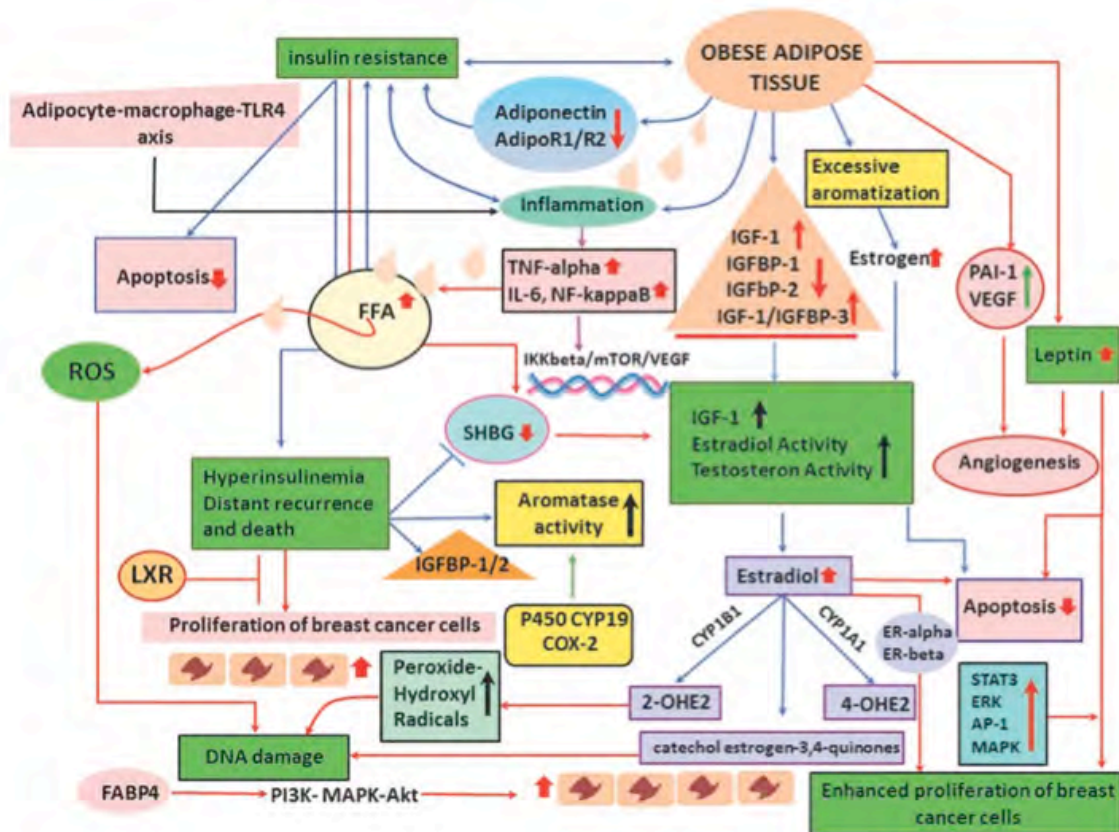 insulin resistance
OBESE ADIPOSE
TISSUE
Adipocyte-macrophage-TLR4
axis
Adiponectin
AdipoR1/R2
Excessive
aromatization
Inflammation
Apoptosis
TNF-alpha
IL-6, NF-kappaB
IGF-1
IGFBP-1
IGFbP-2
IGF-1/IGFBP-3
Estrogen
PAI-1
VEGF
FFA
ROS
IKKbeta/mTOR/VEGF
Leptin
SHBG
IGF-1
Estradiol Activity
Testosteron Activity
Angiogenesis
Hyperinsulinemia
Distant recurrence
and death
Aromatase
activity
IGFBP-1/2
LXR
Estradiol
Apoptosis
Proliferation of breast cancer cells
P450 CYP19
COX-2
CYP1B1
CYP1A1
ER-alpha
ER-beta
Peroxide-
Hydroxyl
Radicals
2-OHE2
4-OHE2
STAT3
ERK
AP-1
MAPK
DNA damage
catechol estrogen-3,4-quinones
FABP4
PI3K- MAPK-Akt
Enhanced proliferation of breast
cancer cells